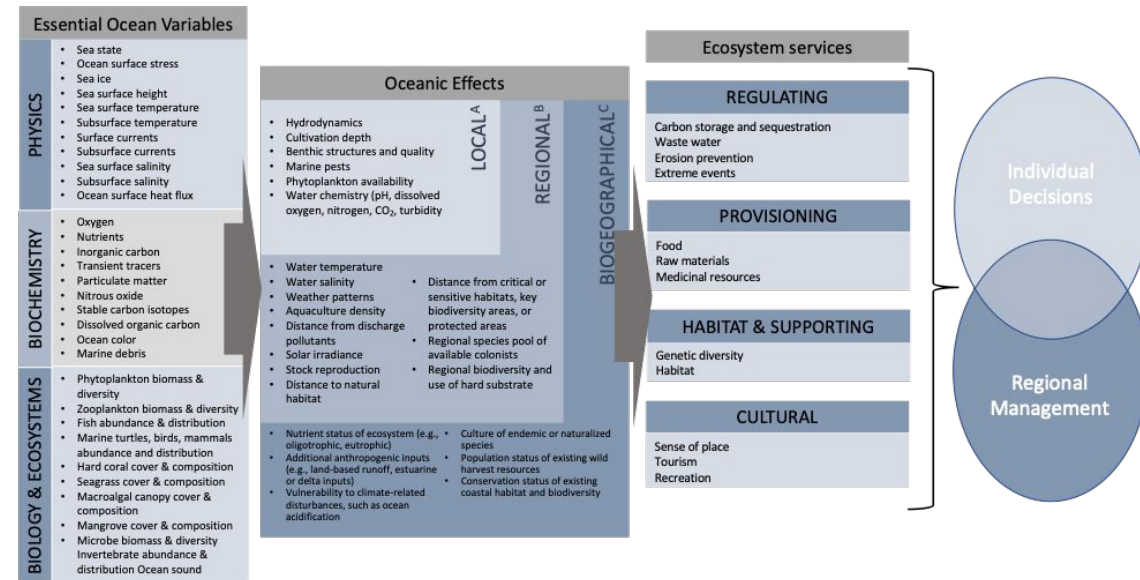 Essential Ocean Variables
PHYSICS
• Sea state
• Ocean surface stress
• Sea ice
• Sea surface height
• Sea surface temperature
• Subsurface temperature
• Surface currents
• Subsurface currents
• Sea surface salinity
• Subsurface salinity
• Ocean surface heat flux
BIOCHEMISTRY
• Oxygen
• Nutrients
• Inorganic carbon
• Transient tracers
• Particulate matter
• Nitrous oxide
• Stable carbon isotopes
• Dissolved organic carbon
• Ocean color
• Marine debris
BIOLOGY & ECOSYSTEMS
• Phytoplankton biomass &
diversity
• Zooplankton biomass & diversity
• Fish abundance & distribution
• Marine turtles, birds, mammals
abundance and distribution
• Hard coral cover & composition
• Seagrass cover & composition
• Macroalgal canopy cover &
composition
• Mangrove cover & composition
• Microbe biomass & diversity
Invertebrate abundance &
distribution Ocean sound
Oceanic Effects
LOCAL^A
• Hydrodynamics
• Cultivation depth
• Benthic structures and quality
• Marine pests
• Phytoplankton availability
• Water chemistry (pH, dissolved
oxygen, nitrogen, CO₂, turbidity
REGIONAL^B
• Water temperature
• Water salinity
• Weather patterns
• Aquaculture density
• Distance from discharge
pollutants
• Solar irradiance
• Stock reproduction
• Distance to natural
habitat
• Distance from critical or
sensitive habitats, key
biodiversity areas, or
protected areas
• Regional species pool of
available colonists
• Regional biodiversity and
use of hard substrate
BIOGEOGRAPHICAL^C
• Nutrient status of ecosystem (e.g.,
oligotrophic, eutrophic)
• Additional anthropogenic inputs
(e.g., land-based runoff, estuarine
or delta inputs)
• Vulnerability to climate-related
disturbances, such as ocean
acidification
• Culture of endemic or naturalized
species
• Population status of existing wild
harvest resources
• Conservation status of existing
coastal habitat and biodiversity
Ecosystem services
REGULATING
Carbon storage and sequestration
Waste water
Erosion prevention
Extreme events
PROVISIONING
Food
Raw materials
Medicinal resources
HABITAT & SUPPORTING
Genetic diversity
Habitat
CULTURAL
Sense of place
Tourism
Recreation
Individual
Decisions
Regional
Management